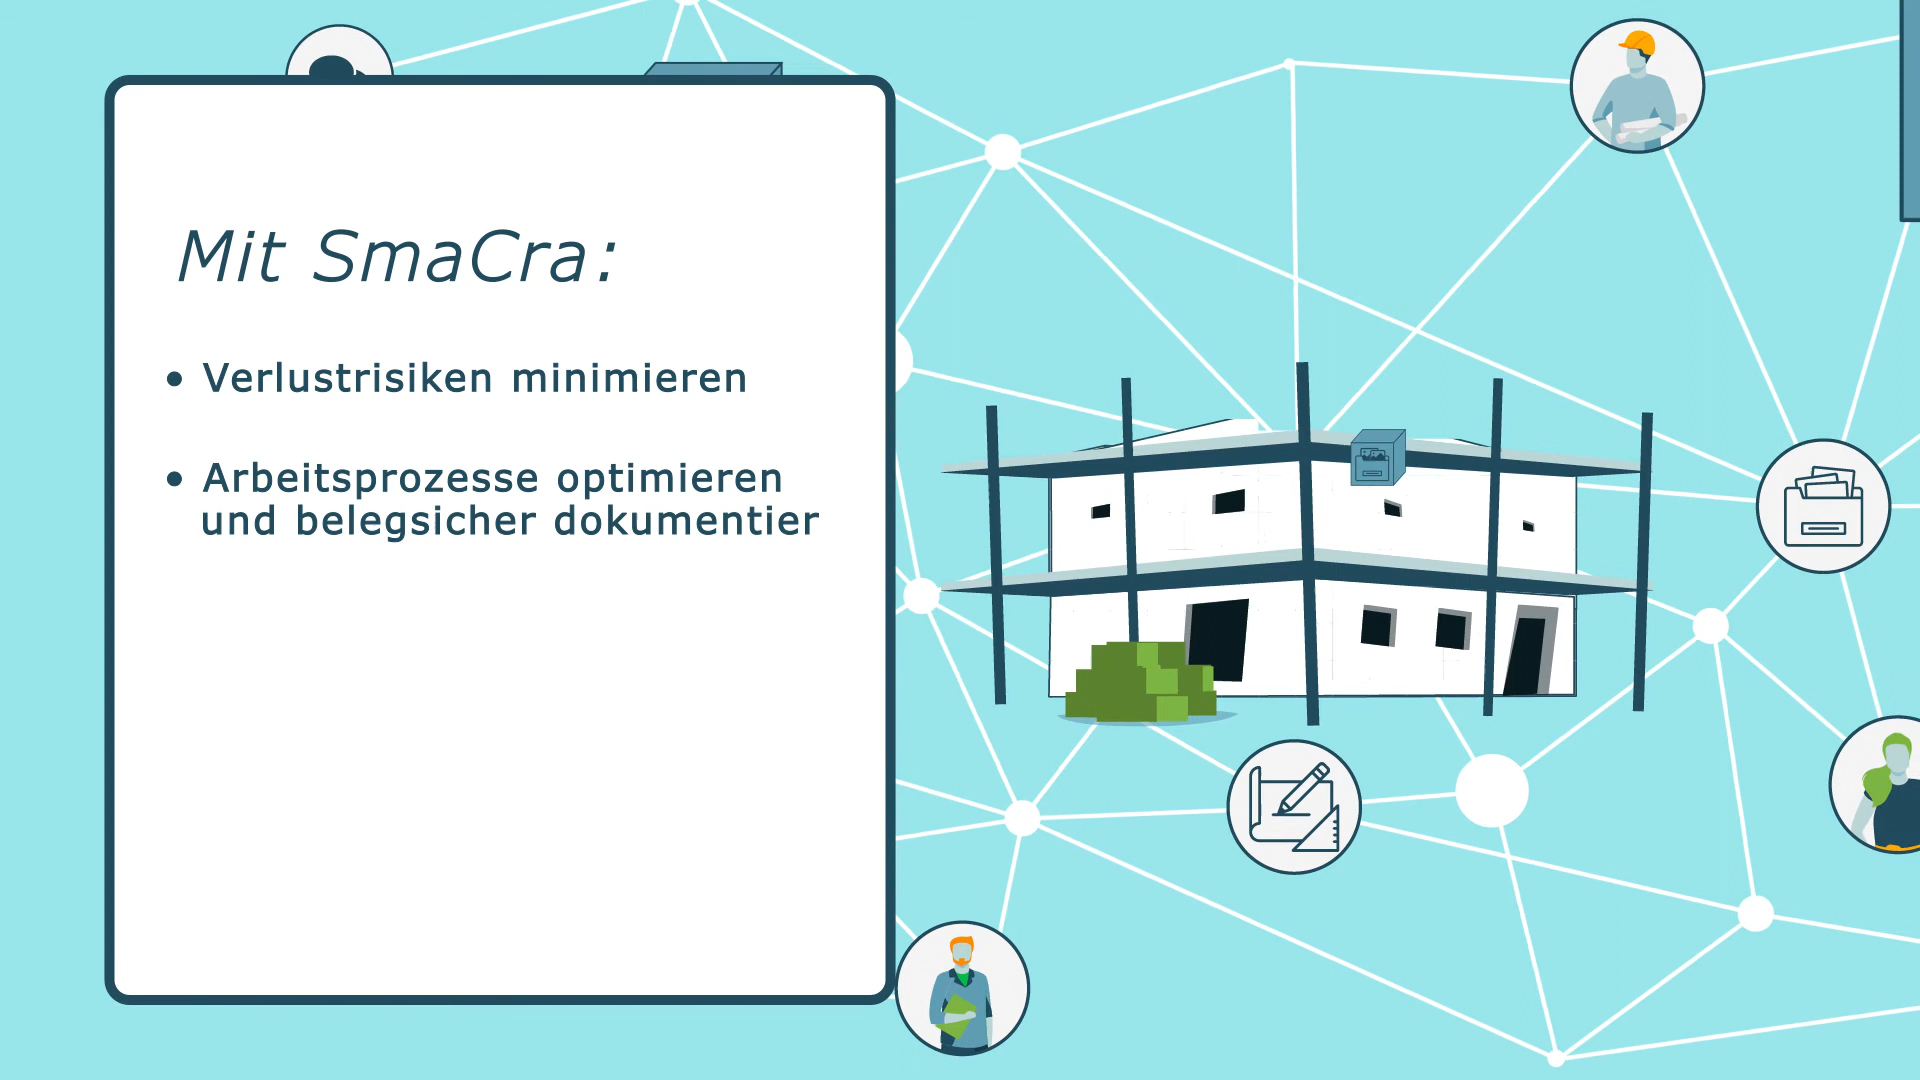 Mit SmaCra:
• Verlustrisiken minimieren
• Arbeitsprozesse optimieren
und belegsicher dokumentier